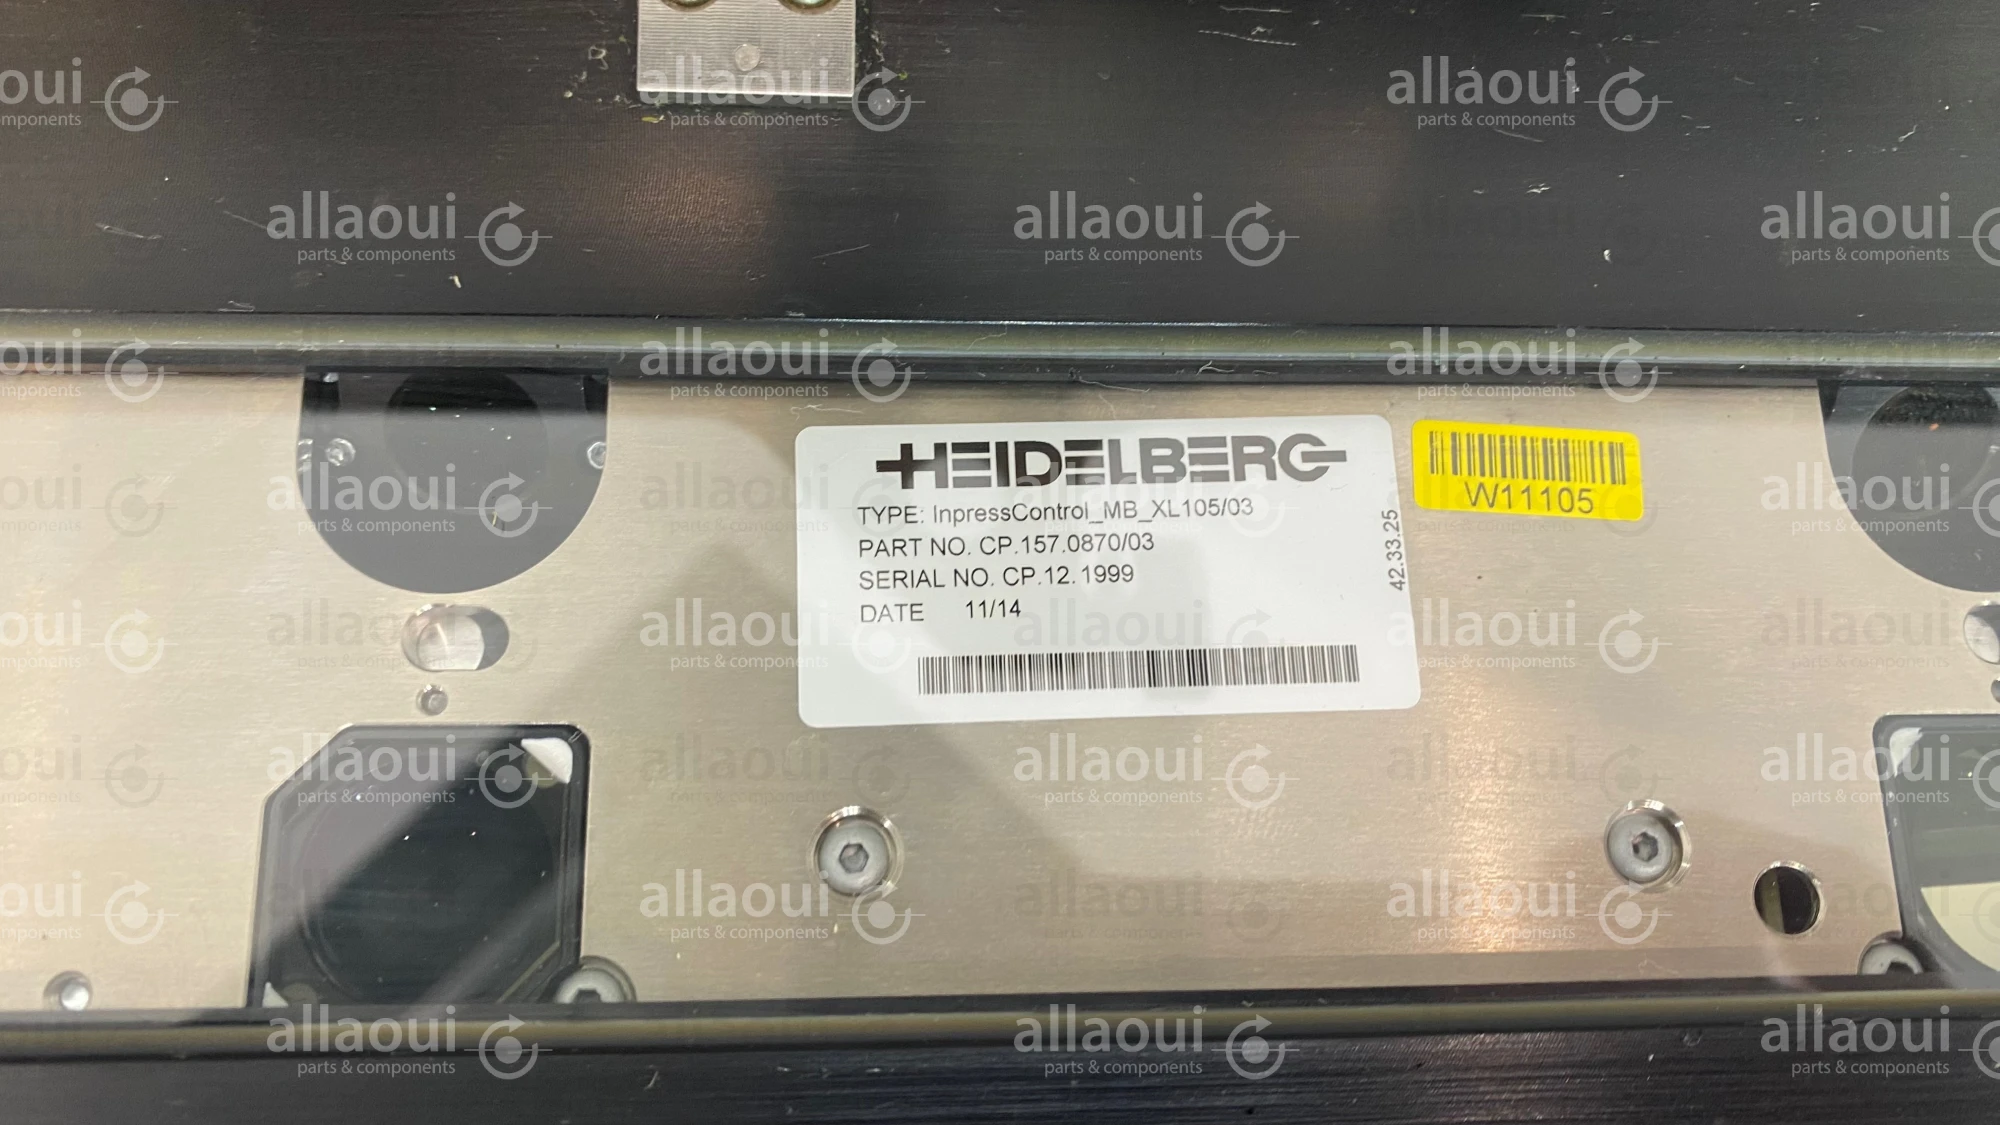 HEIDELBERG
TYPE: InpressControl_MB_XL105/03
PART NO. CP.157.0870/03
SERIAL NO. CP.12.1999
DATE 11/14
42.33.25
W11105
allaoui
parts & components